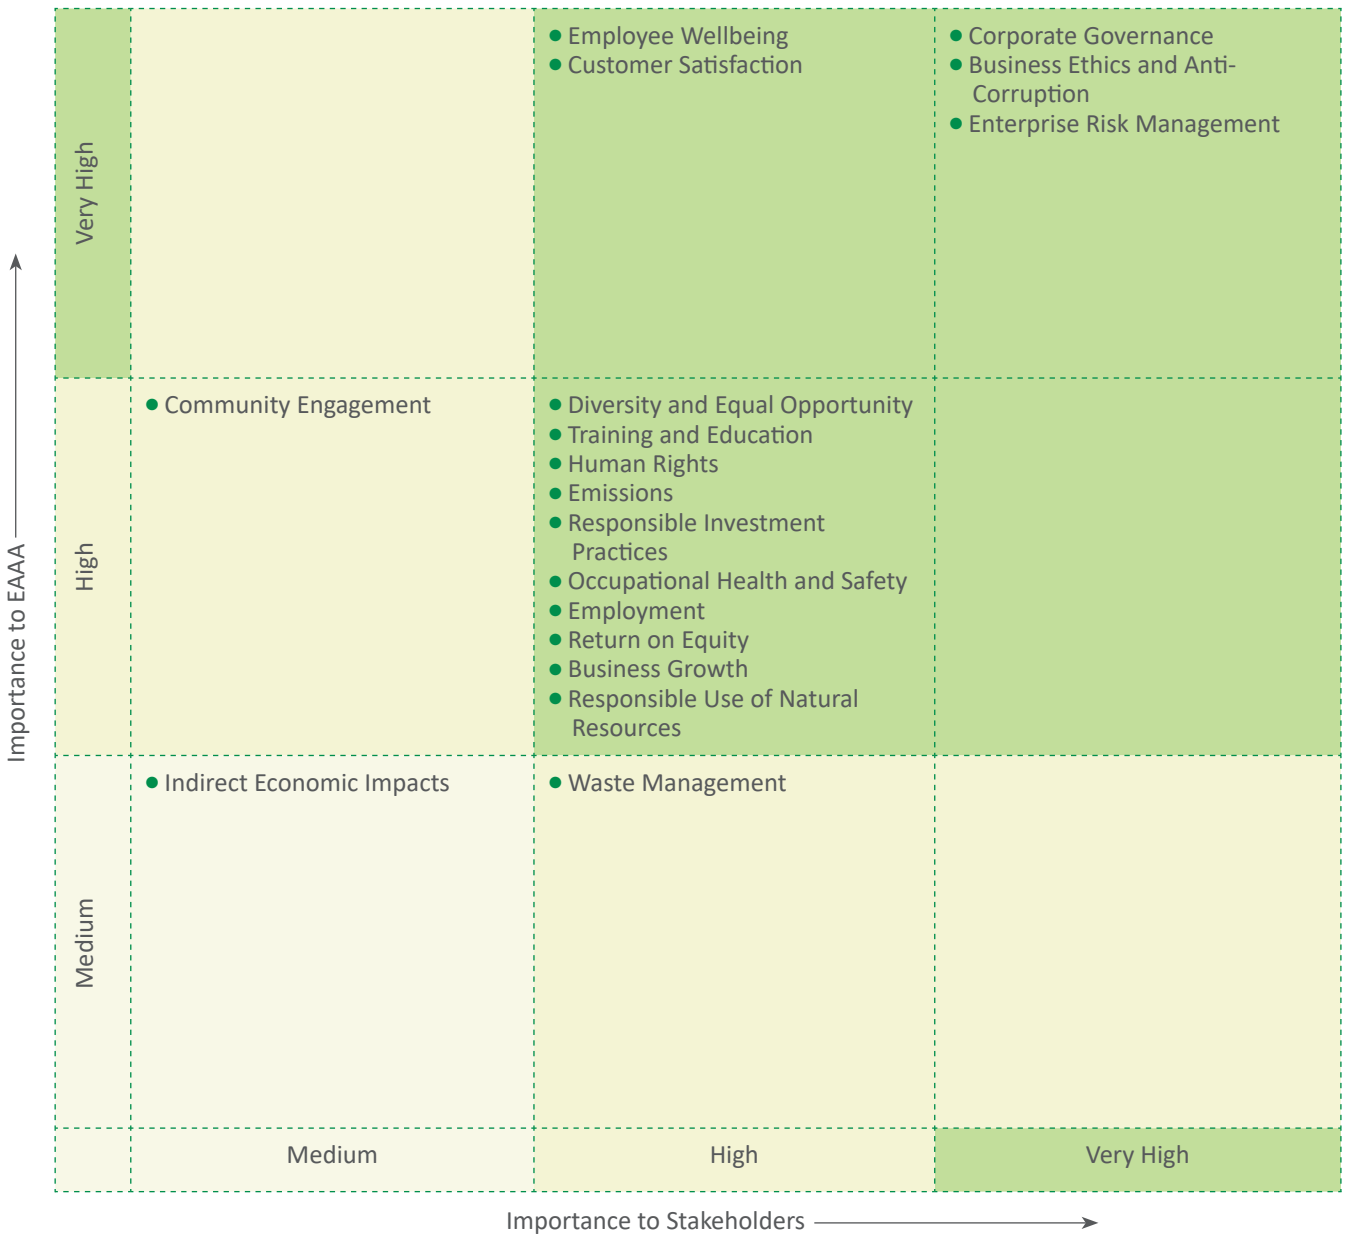 Importance to EAAA
Very High
● Employee Wellbeing
● Customer Satisfaction
● Corporate Governance
● Business Ethics and Anti-
Corruption
● Enterprise Risk Management
High
● Community Engagement
● Diversity and Equal Opportunity
● Training and Education
● Human Rights
● Emissions
● Responsible Investment
Practices
● Occupational Health and Safety
● Employment
● Return on Equity
● Business Growth
● Responsible Use of Natural
Resources
Medium
● Indirect Economic Impacts
● Waste Management
Medium
High
Very High
Importance to Stakeholders